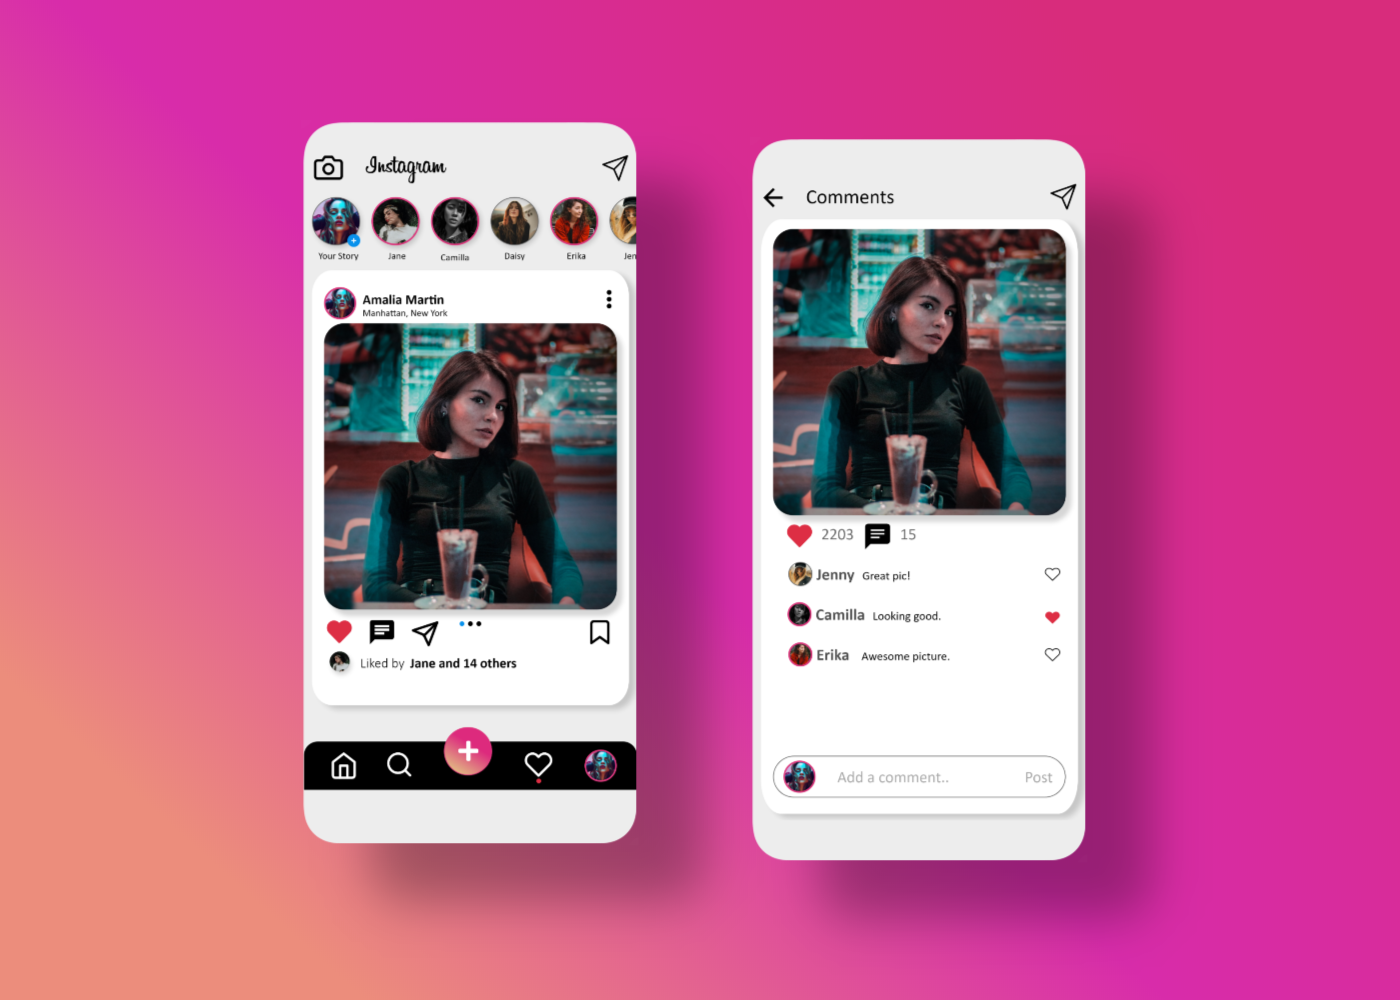 Instagram
Your Story Jane Camilla Daisy Erika Jen
Amalia Martin
Manhattan, New York
Liked by Jane and 14 others
Comments
2203 15
Jenny Great pic!
Camilla Looking good.
Erika Awesome picture.
Add a comment.. Post